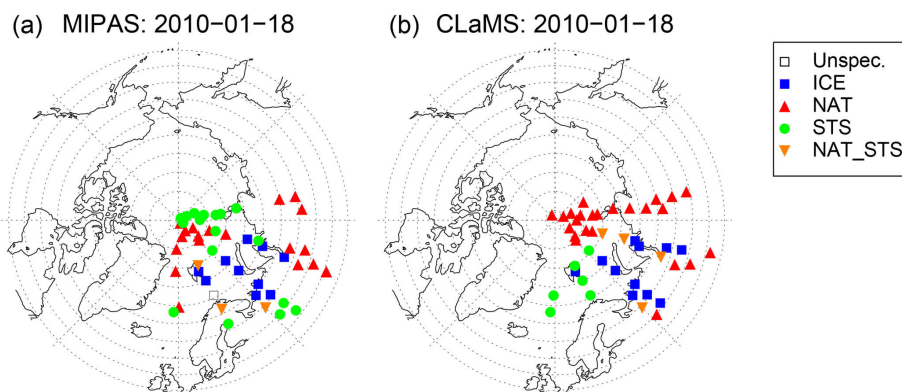 (a) MIPAS: 2010−01−18
(b) CLaMS: 2010−01−18
Unspec.
ICE
NAT
STS
NAT_STS